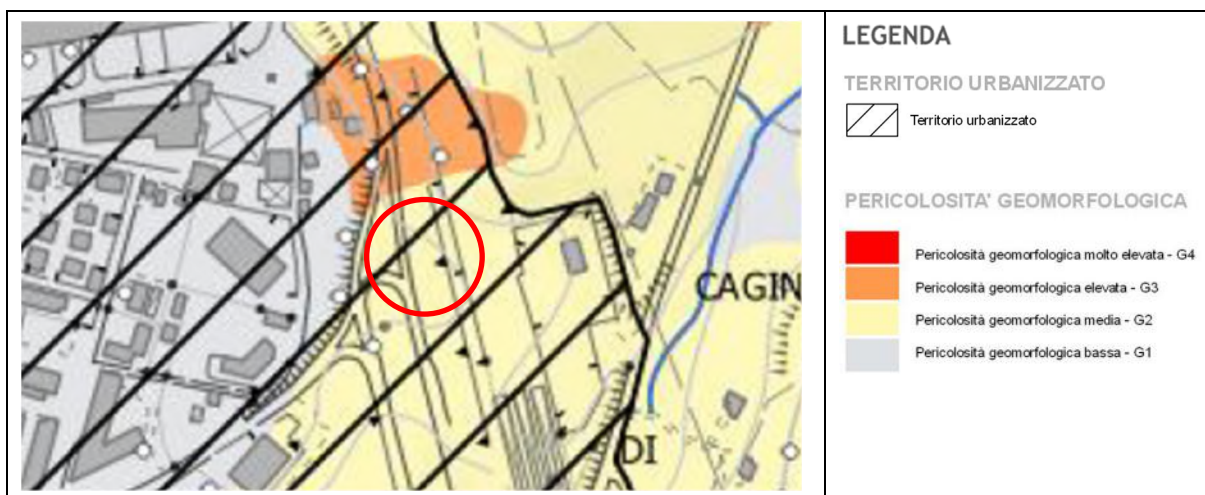 CAGIN
DI
LEGENDA
TERRITORIO URBANIZZATO
Territorio urbanizzato
PERICOLOSITA' GEOMORFOLOGICA
Pericolosità geomorfologica molto elevata - G4
Pericolosità geomorfologica elevata - G3
Pericolosità geomorfologica media - G2
Pericolosità geomorfologica bassa - G1